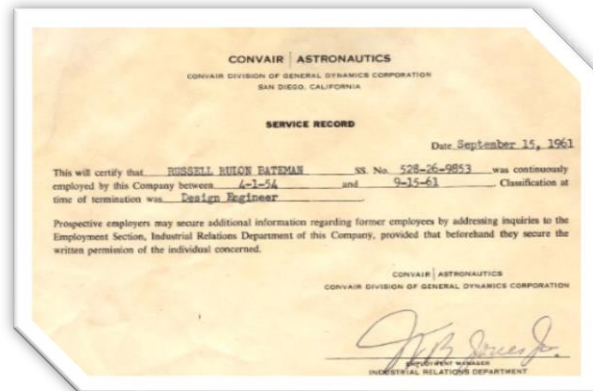 CONVAIR | ASTRONAUTICS
CONVAIR DIVISION OF GENERAL DYNAMICS CORPORATION
SAN DIEGO, CALIFORNIA
SERVICE RECORD
Date September 15, 1961
This will certify that RUSSELL RULON BATEMAN SS. No. 528-26-9853 was continuously
employed by this Company between 4-1-54 and 9-15-61 Classification at
time of termination was Design Engineer
Prospective employers may secure additional information regarding former employees by addressing inquiries to the
Employment Section, Industrial Relations Department of this Company, provided that beforehand they secure the
written permission of the individual concerned.
CONVAIR | ASTRONAUTICS
CONVAIR DIVISION OF GENERAL DYNAMICS CORPORATION
B Jones Jr.
EMPLOYMENT MANAGER
INDUSTRIAL RELATIONS DEPARTMENT